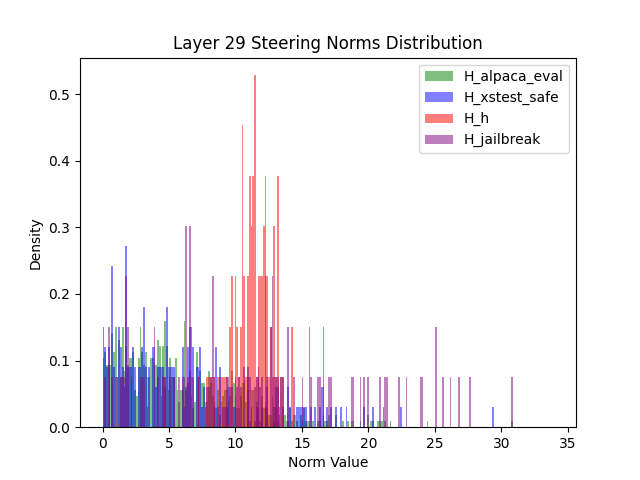 Layer 29 Steering Norms Distribution
H_alpaca_eval
H_xstest_safe
H_h
H_jailbreak
0.5
0.4
0.3
0.2
0.1
0.0
Density
0 5 10 15 20 25 30 35
Norm Value